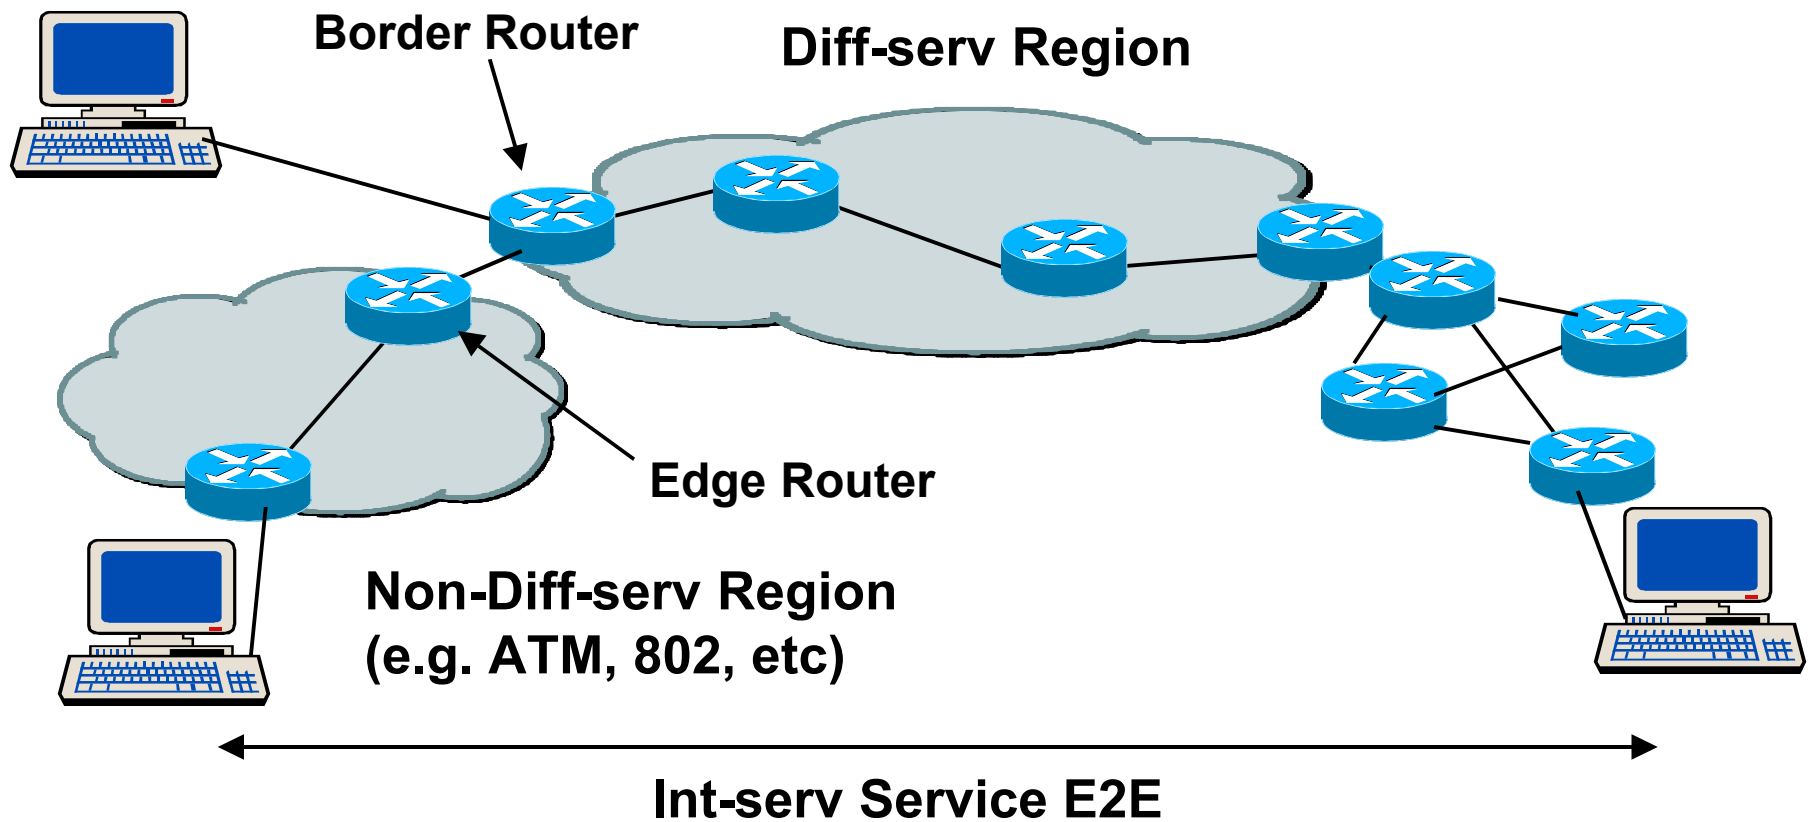 Border Router
Diff-serv Region
Edge Router
Non-Diff-serv Region
(e.g. ATM, 802, etc)
Int-serv Service E2E